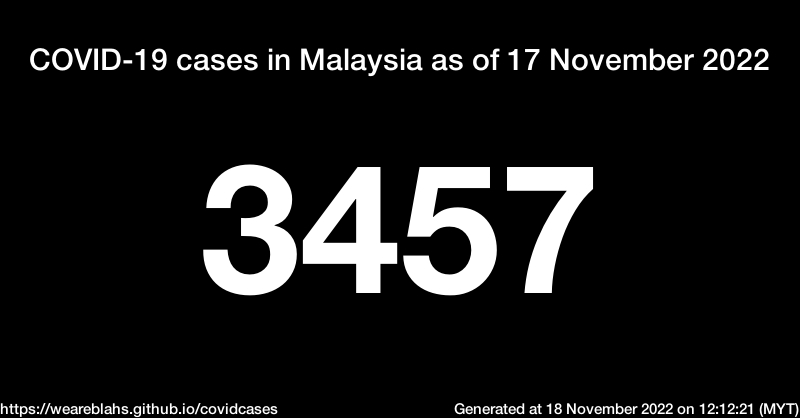 COVID-19 cases in Malaysia as of 17 November 2022
3457
https://weareblahs.github.io/covidcases
Generated at 18 November 2022 on 12:12:21 (MYT)